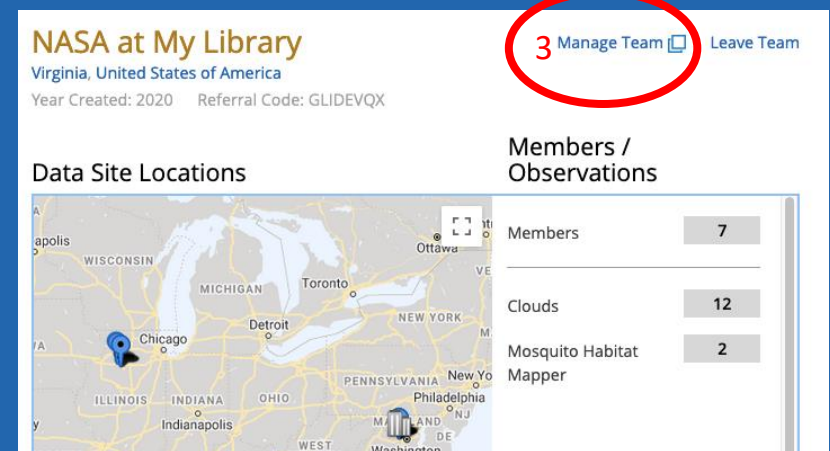 NASA at My Library
3 Manage Team Leave Team
Virginia, United States of America
Year Created: 2020 Referral Code: GLIDEVQX
Data Site Locations
Members /
Observations
Members 7
Clouds 12
Mosquito Habitat
Mapper
2
apolis
WISCONSIN
Ottawa
MICHIGAN
Toronto
VE
NEW YORK
Detroit
Chicago
PENNSYLVANIA
New Yo
ILLINOIS
INDIANA
OHIO
Philadelphia
Indianapolis
NJ
DE
WEST
Washington